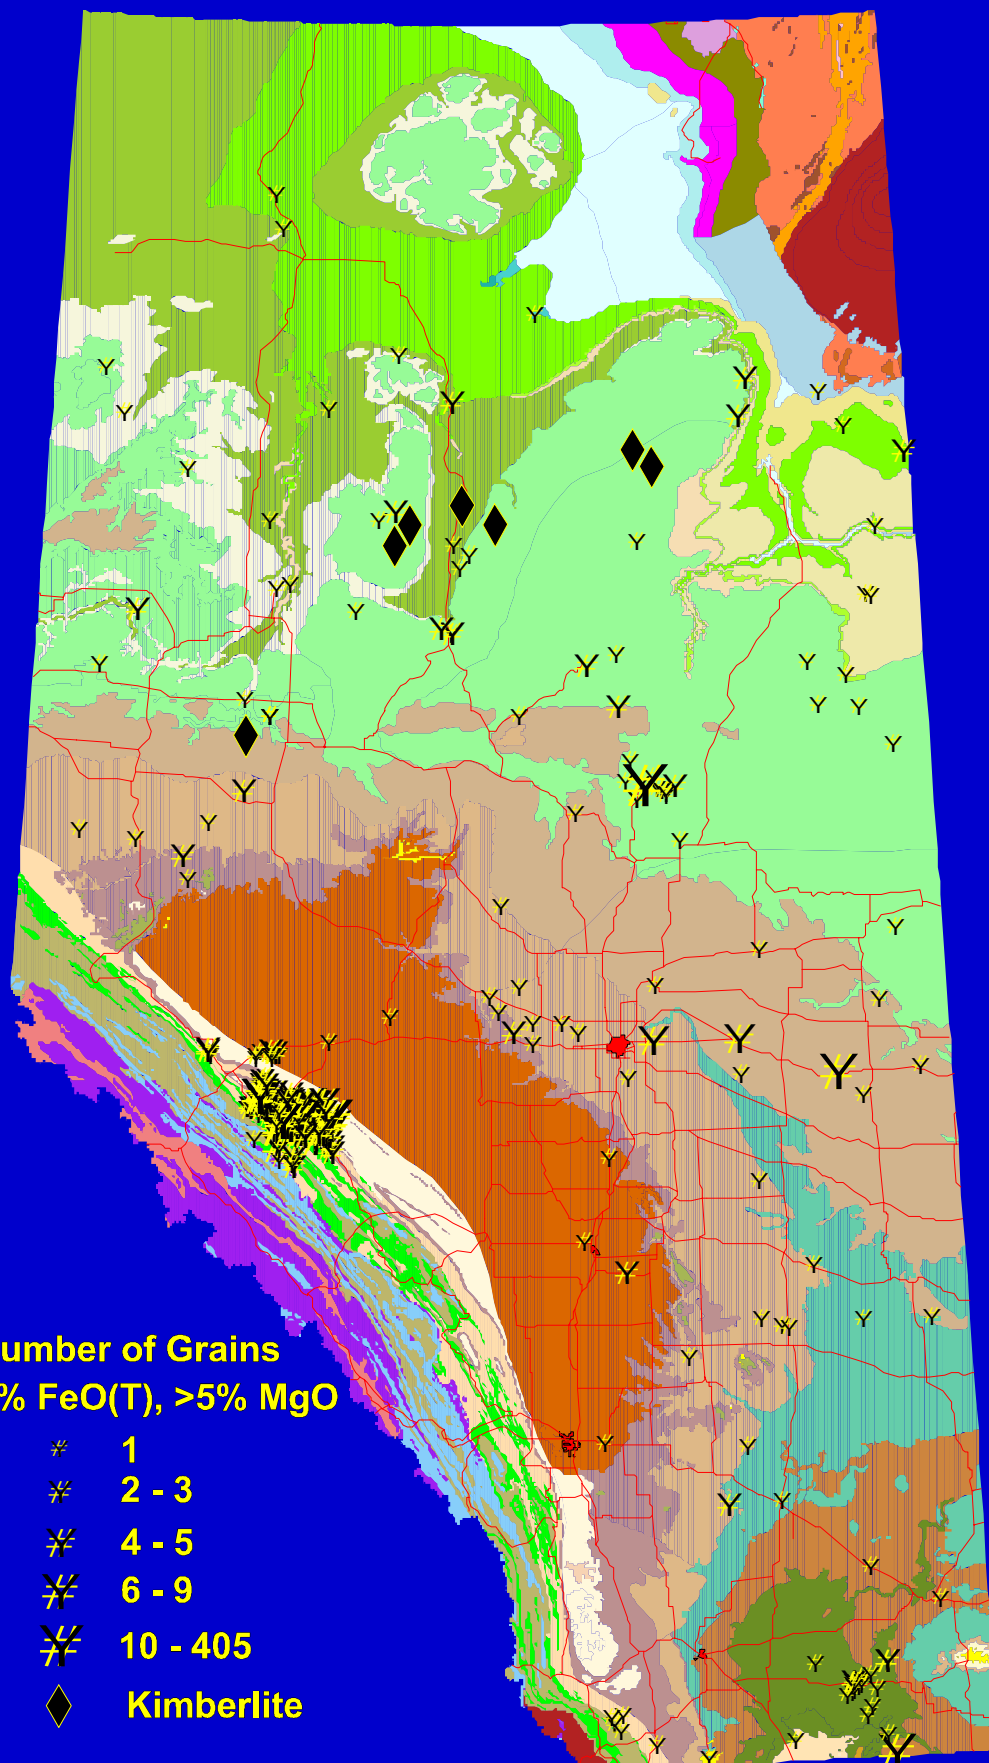 umber of Grains
% FeO(T), >5% MgO
1
2 - 3
4 - 5
6 - 9
10 - 405
Kimberlite